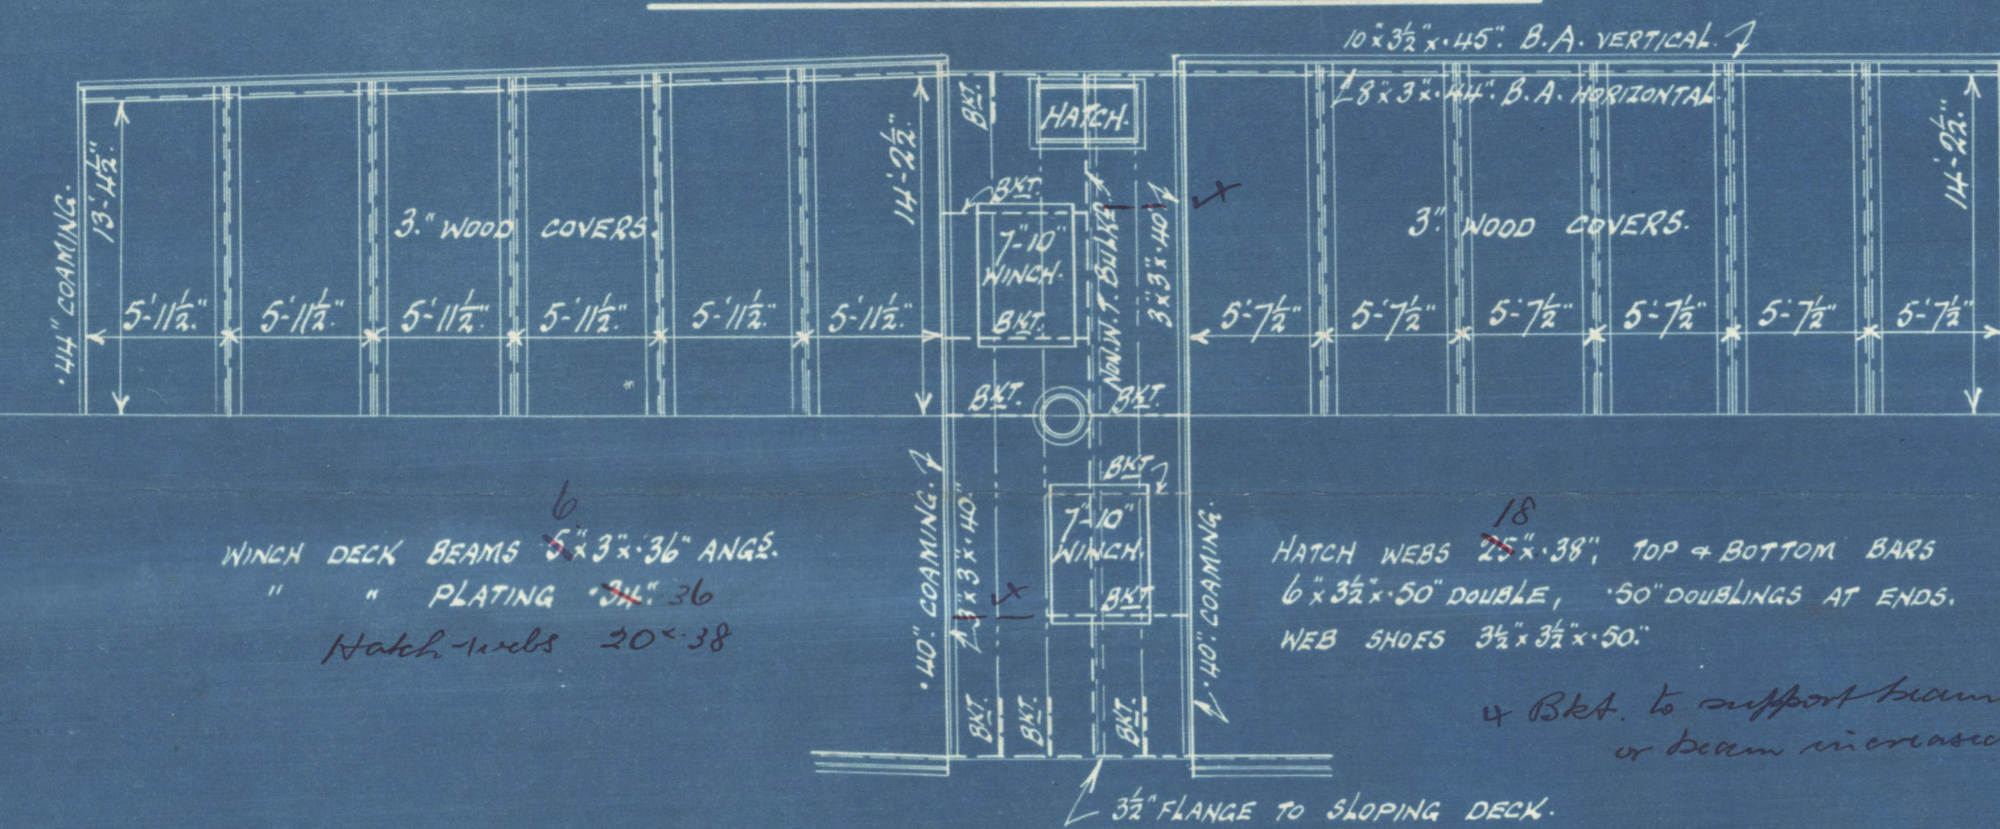 10"x3½"x·45". B.A. VERTICAL.
8"x3"x·44". B.A. HORIZONTAL.
BKT.
HATCH.
·44" COAMING.
13'-4½".
3." WOOD COVERS.
14'-2½"
BKT.
7"-10"
WINCH.
BKT.
NON.W.T. BULKD
3"x3"x·40"
3". WOOD COVERS.
14'-2½"
5'-11½" 5'-11½" 5'-11½" 5'-11½" 5'-11½" 5'-11½"
5'-7½" 5'-7½" 5'-7½" 5'-7½" 5'-7½" 5'-7½"
BKT. BKT.
BKT
7"-10"
WINCH.
BKT
·40" COAMING.
3"x3"x·40"
·40" COAMING.
6
WINCH DECK BEAMS 5"x3"x·36" ANGS.
" " PLATING ·34". 36
Hatch-webs 20x·38
18
HATCH WEBS 25"x·38", TOP & BOTTOM BARS
6"x3½"x·50" DOUBLE, ·50" DOUBLINGS AT ENDS.
WEB SHOES 3½"x3½"x·50."
Bkt. to support beam
or beam increased
BKT. BKT. BKT.
3½" FLANGE TO SLOPING DECK.